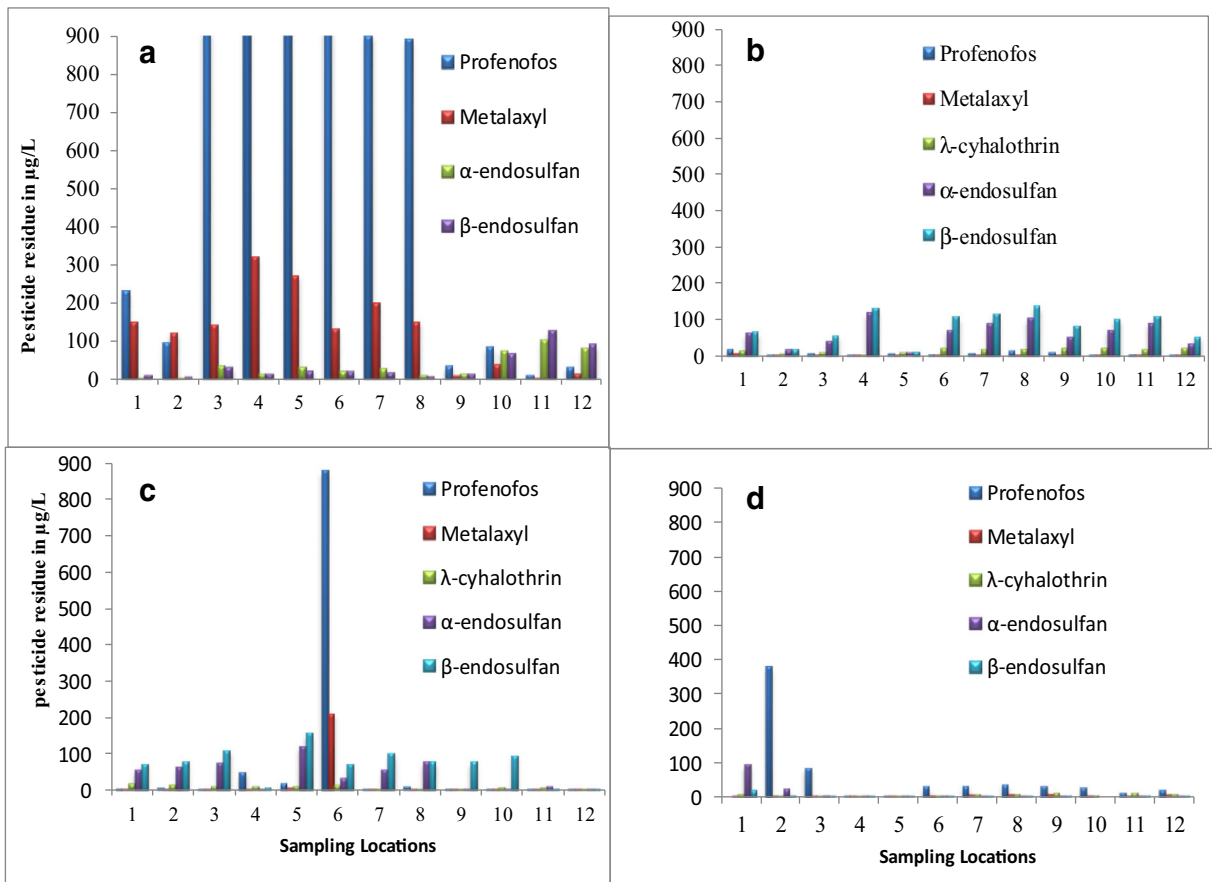 a
Pesticide residue in µg/L
900
800
700
600
500
400
300
200
100
0
1 2 3 4 5 6 7 8 9 10 11 12
Profenofos
Metalaxyl
α-endosulfan
β-endosulfan
b
900
800
700
600
500
400
300
200
100
0
1 2 3 4 5 6 7 8 9 10 11 12
Profenofos
Metalaxyl
λ-cyhalothrin
α-endosulfan
β-endosulfan
c
pesticide residue in µg/L
900
800
700
600
500
400
300
200
100
0
1 2 3 4 5 6 7 8 9 10 11 12
Sampling Locations
Profenofos
Metalaxyl
λ-cyhalothrin
α-endosulfan
β-endosulfan
d
900
800
700
600
500
400
300
200
100
0
1 2 3 4 5 6 7 8 9 10 11 12
Sampling Locations
Profenofos
Metalaxyl
λ-cyhalothrin
α-endosulfan
β-endosulfan